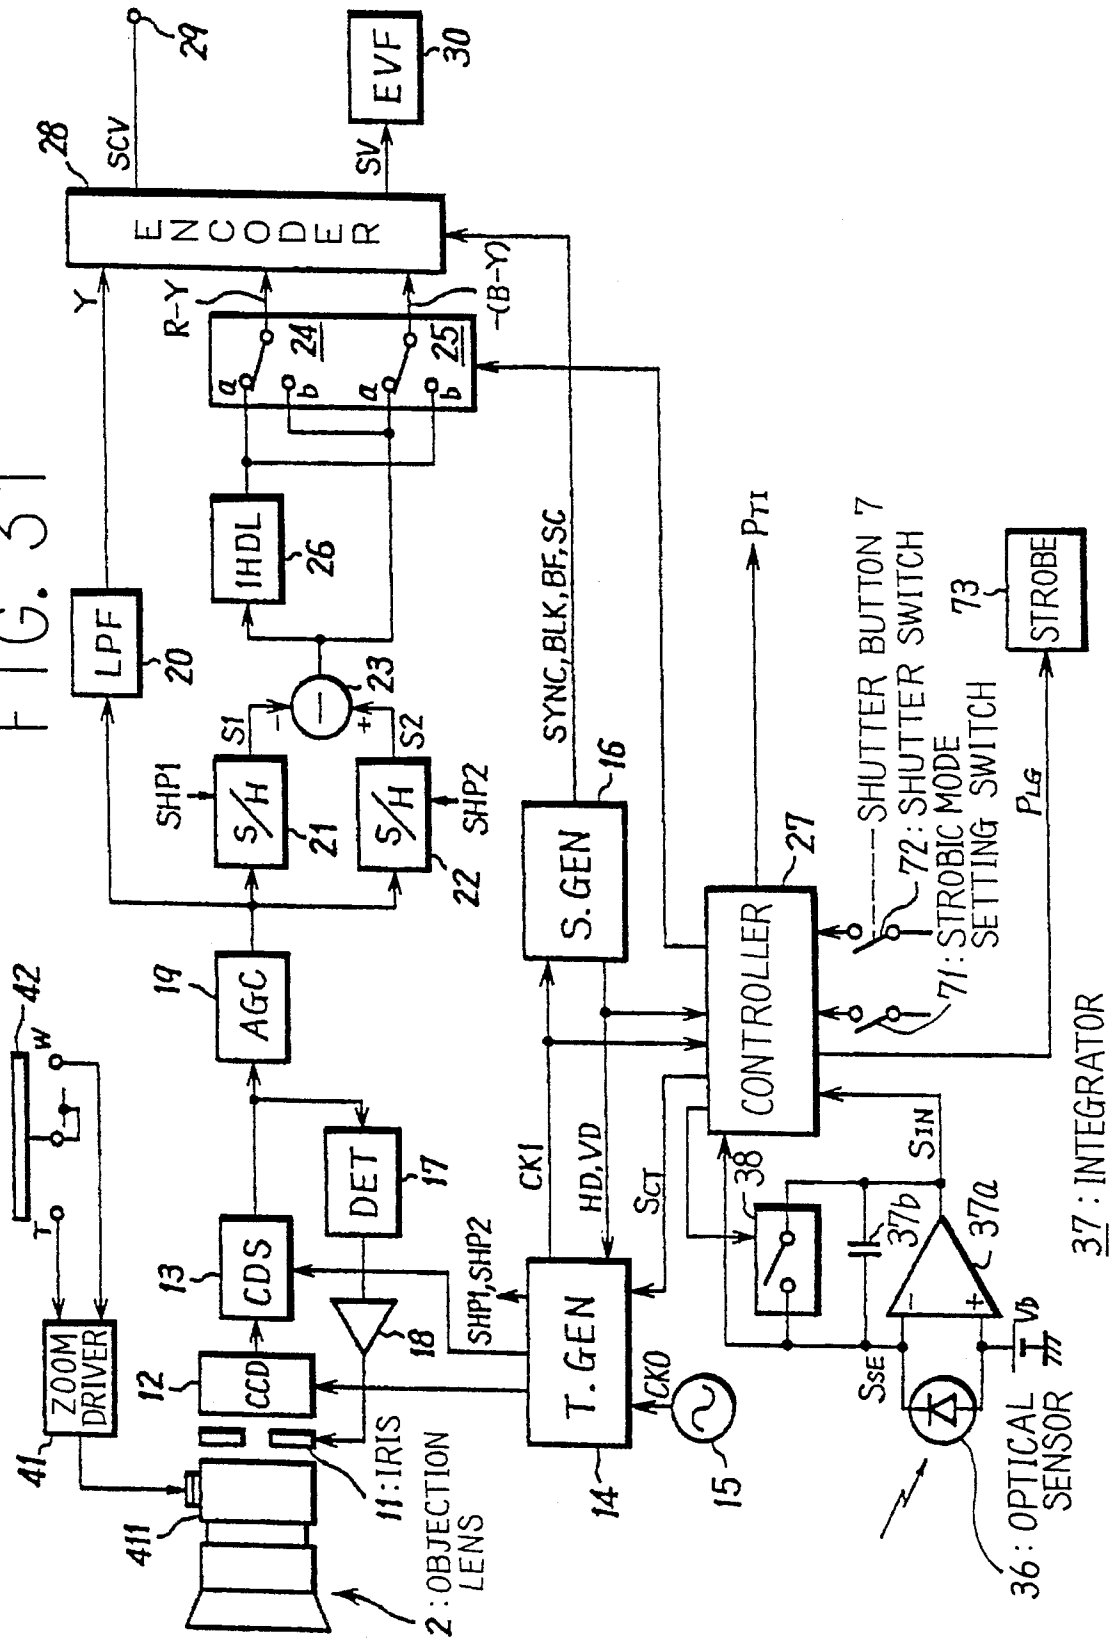 FIG. 31
42
T
W
ZOOM
DRIVER
41
411
2: OBJECTION
LENS
11: IRIS
12
CCD
13
CDS
DET
17
18
19
AGC
LPF
20
SHP1
S/H
21
S1
S/H
22
SHP2
S2
−
+
−
23
1HDL
26
a
b
24
a
b
25
Y
R-Y
-(B-Y)
ENCODER
28
SCV
29
SV
EVF
30
SHP1,SHP2
T. GEN
14
CK0
15
CK1
HD,VD
SCT
S. GEN
16
SYNC,BLK,BF,SC
CONTROLLER
27
PTI
38
37b
37a
−
+
SSE
SIN
Vb
36: OPTICAL
SENSOR
37: INTEGRATOR
SHUTTER BUTTON 7
72: SHUTTER SWITCH
71: STROBIC MODE
SETTING SWITCH
PLG
73
STROBE